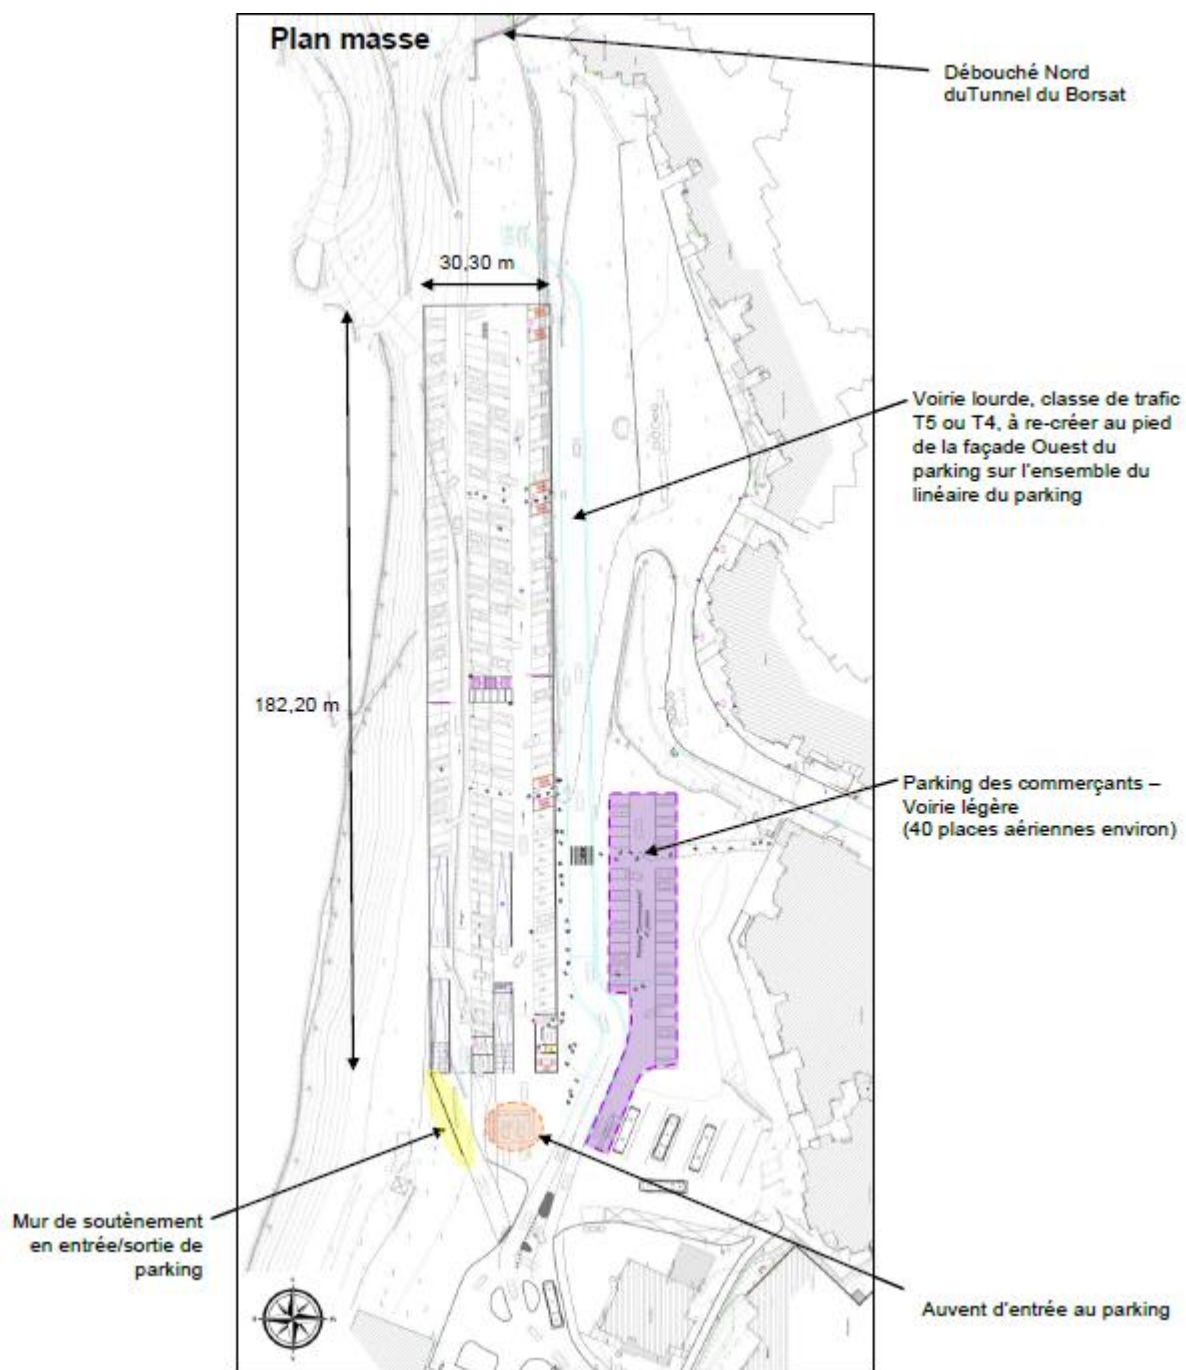 Plan masse
Débouché Nord
duTunnel du Borsat
30,30 m
Voirie lourde, classe de trafic
T5 ou T4, à re-créer au pied
de la façade Ouest du
parking sur l'ensemble du
linéaire du parking
182,20 m
Parking des commerçants –
Voirie légère
(40 places aériennes environ)
Mur de soutènement
en entrée/sortie de
parking
Auvent d'entrée au parking